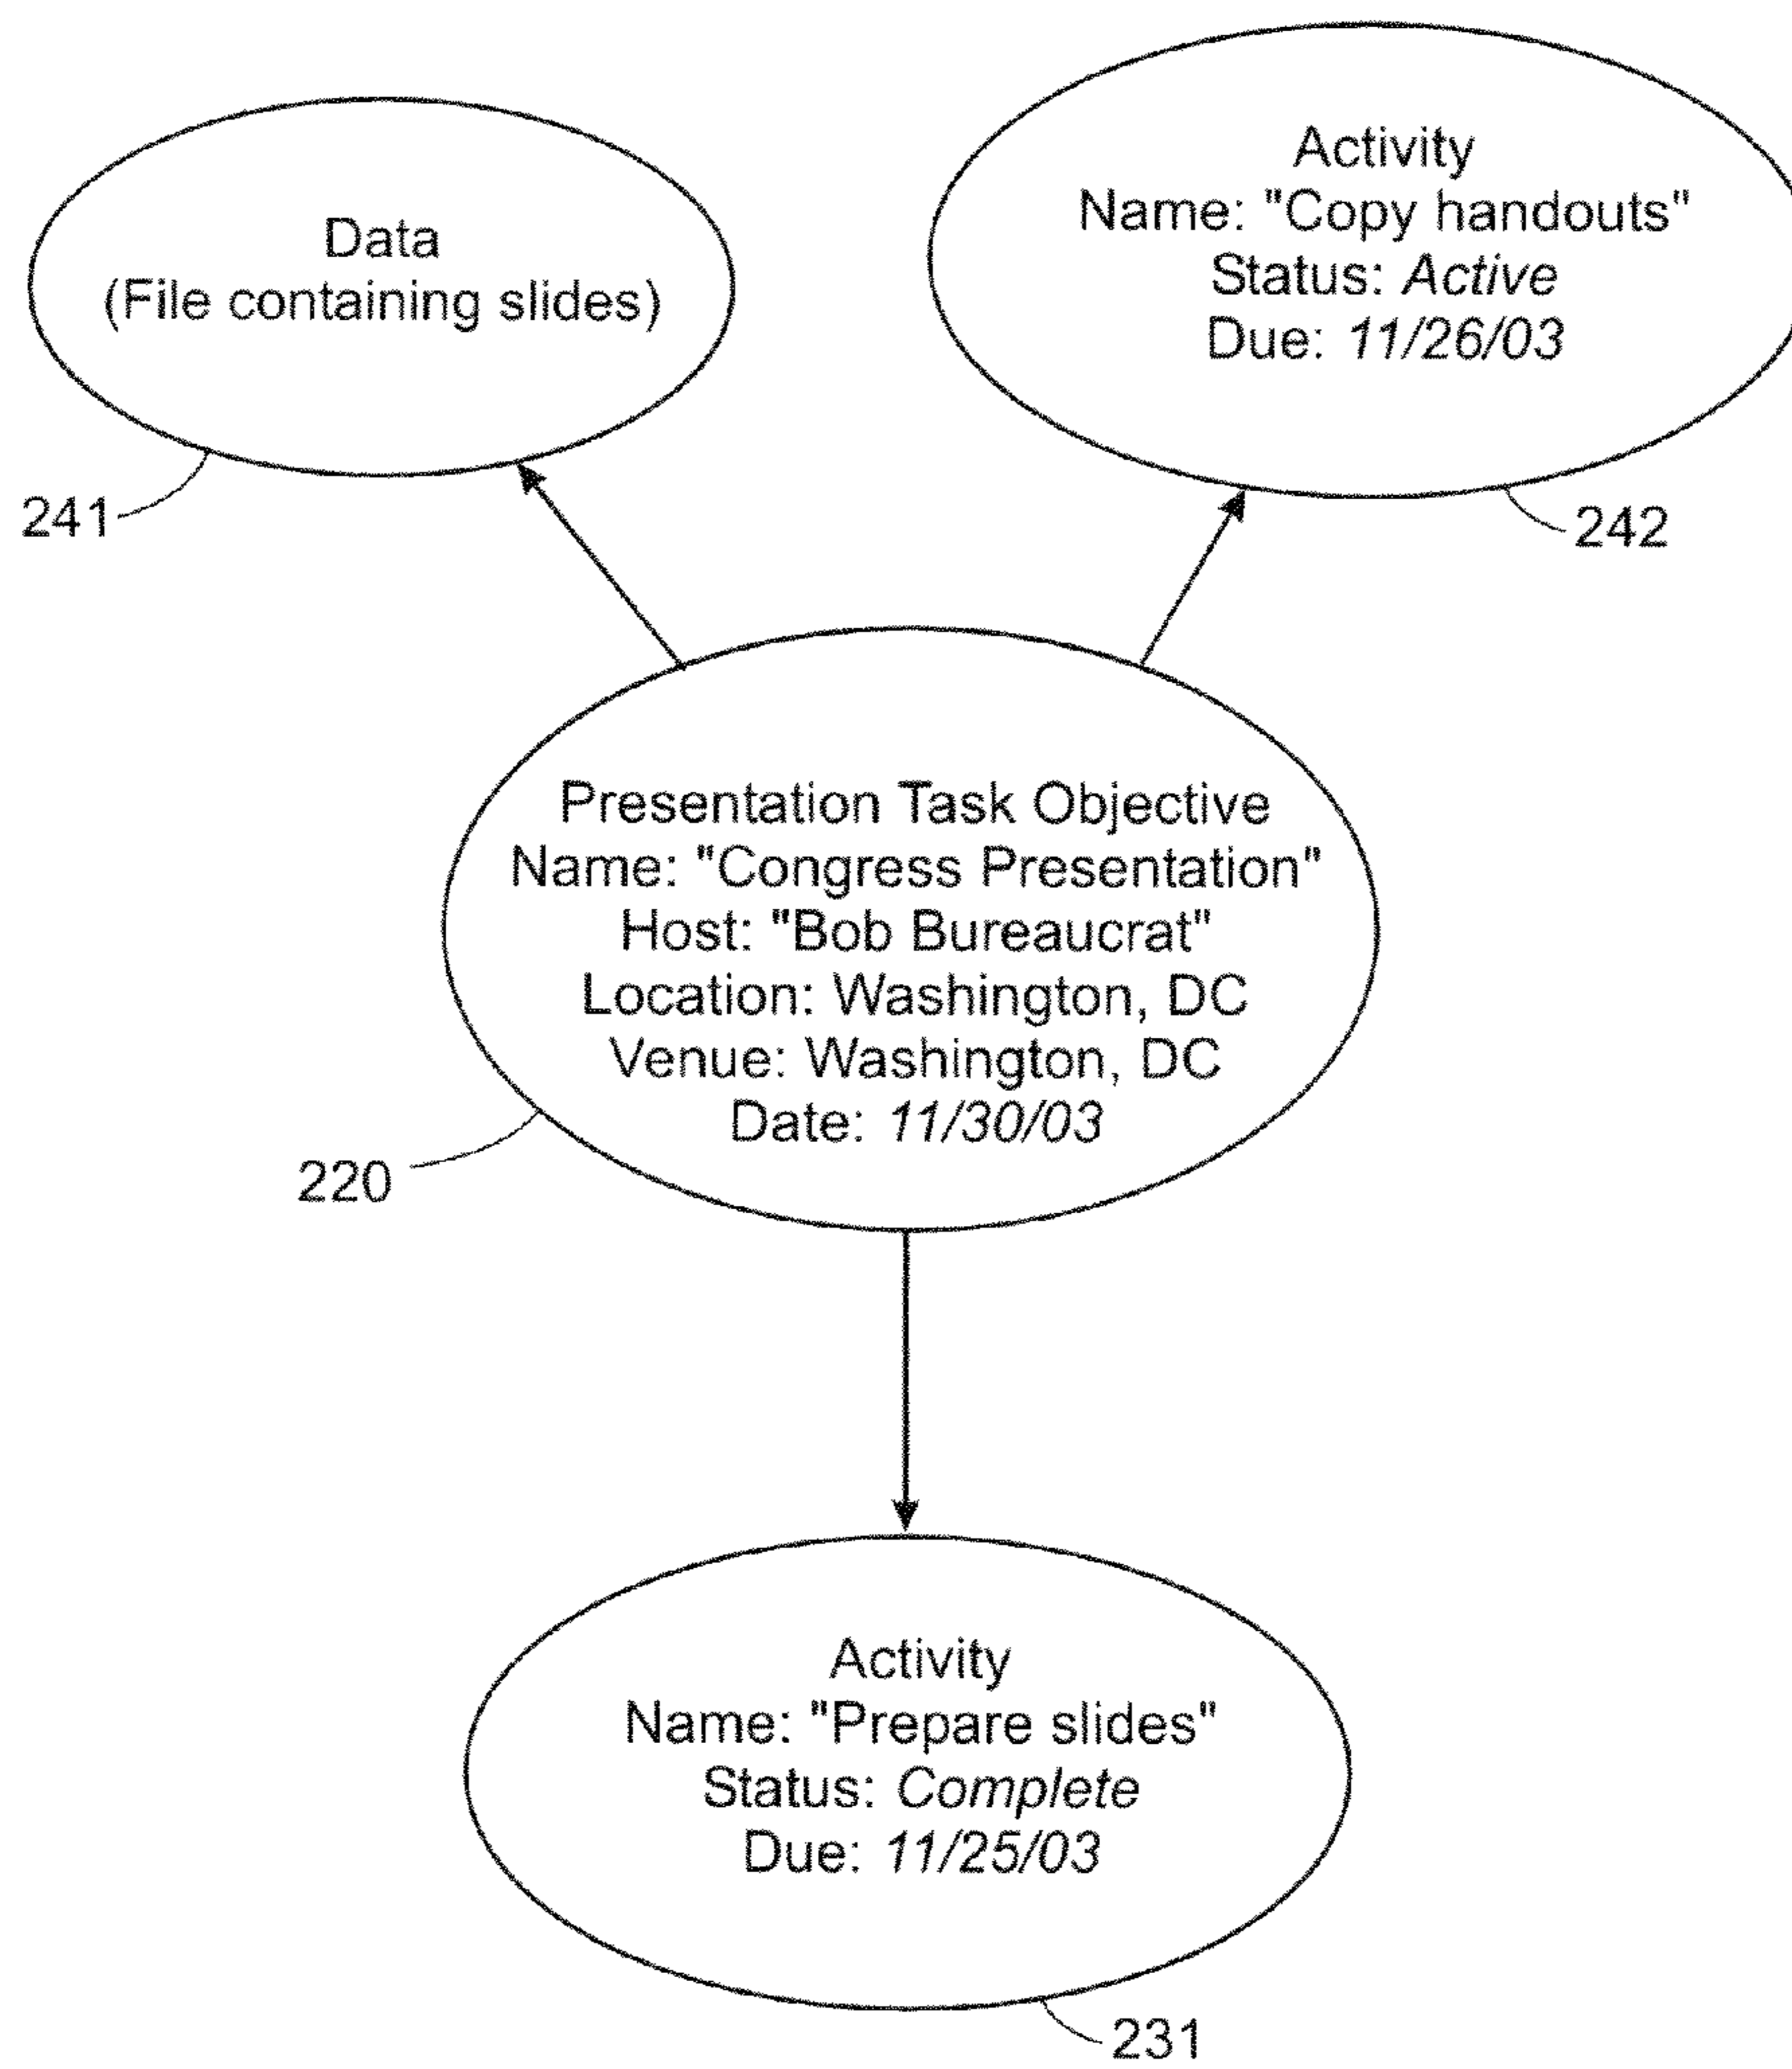 Data
(File containing slides)
241
Activity
Name: "Copy handouts"
Status: Active
Due: 11/26/03
242
Presentation Task Objective
Name: "Congress Presentation"
Host: "Bob Bureaucrat"
Location: Washington, DC
Venue: Washington, DC
Date: 11/30/03
220
Activity
Name: "Prepare slides"
Status: Complete
Due: 11/25/03
231